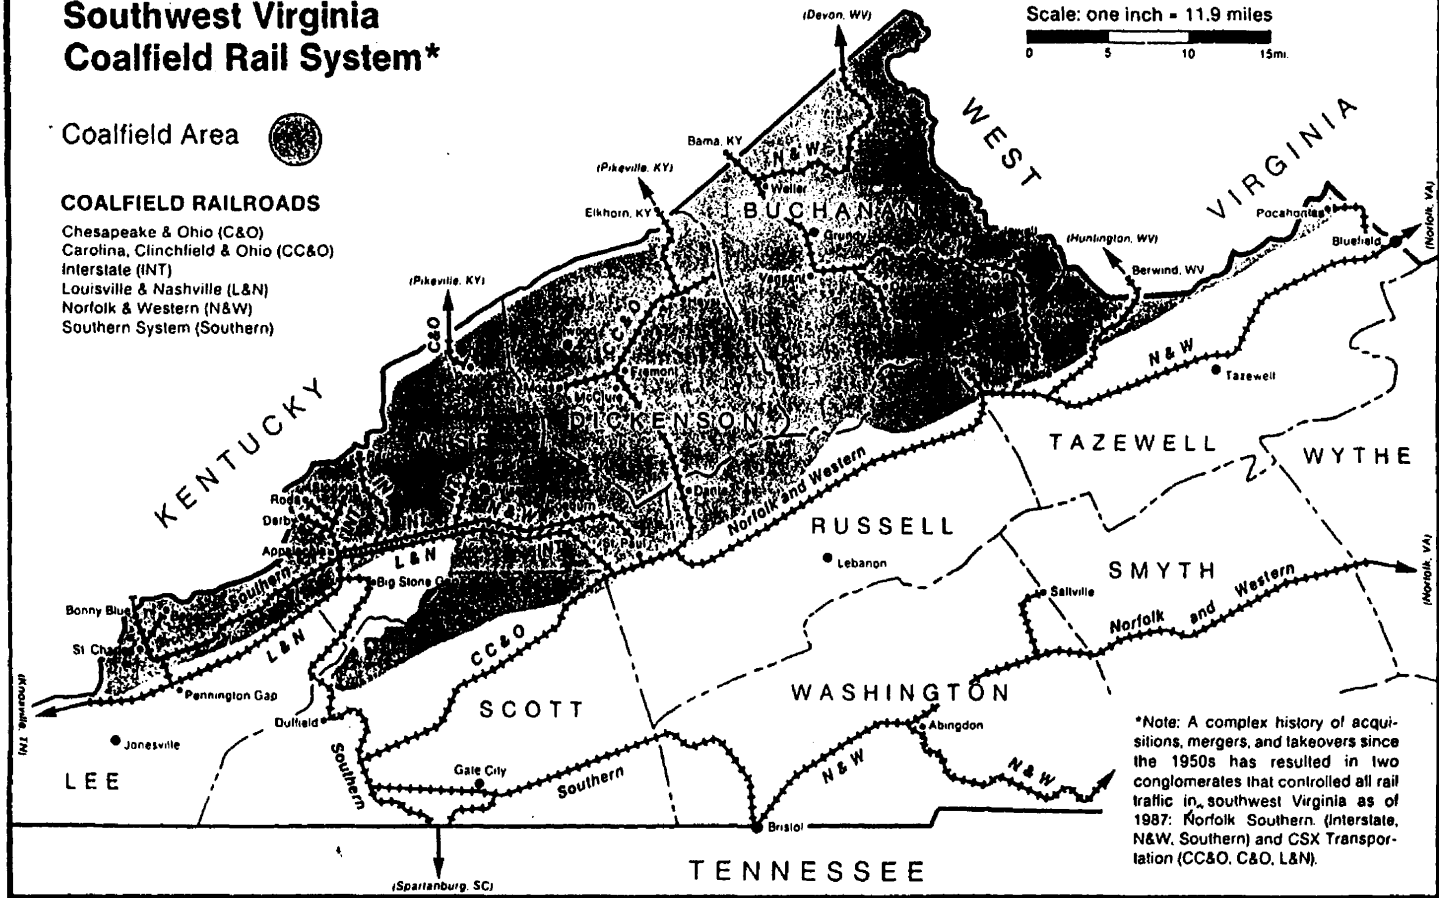 Southwest Virginia
Coalfield Rail System*
Coalfield Area
COALFIELD RAILROADS
Chesapeake & Ohio (C&O)
Carolina, Clinchfield & Ohio (CC&O)
Interstate (INT)
Louisville & Nashville (L&N)
Norfolk & Western (N&W)
Southern System (Southern)
Scale: one inch = 11.9 miles
0 5 10 15mi.
(Devon, WV)
WEST
VIRGINIA
Bama, KY
N & W
Weller
(Pikeville, KY)
Elkhorn, KY
BUCHANAN
Grundy
Vansant
(Huntington, WV)
Berwind, WV
Pocahontas
Bluefield
(Norfolk, VA)
(Pikeville, KY)
C&O
CC&O
Fremont
McClure
N & W
Tazewell
KENTUCKY
WISE
DICKENSON
TAZEWELL
WYTHE
Roda
Derby
Appalachia
INT
INT
INT
N & W
Dante
Norfolk and Western
RUSSELL
Lebanon
L&N
INT
St. Paul
Big Stone G
Southern
Bonny Blue
St Charles
L&N
CC&O
SMYTH
Saltville
Norfolk and Western
(Norfolk, VA)
(Knoxville, TN)
Pennington Gap
Duffield
SCOTT
WASHINGTON
Abingdon
Jonesville
LEE
Southern
Gate City
Southern
N & W
N & W
Bristol
TENNESSEE
(Spartanburg, SC)
*Note: A complex history of acqui-
sitions, mergers, and takeovers since
the 1950s has resulted in two
conglomerates that controlled all rail
traffic in southwest Virginia as of
1987: Norfolk Southern (Interstate,
N&W, Southern) and CSX Transpor-
tation (CC&O, C&O, L&N).